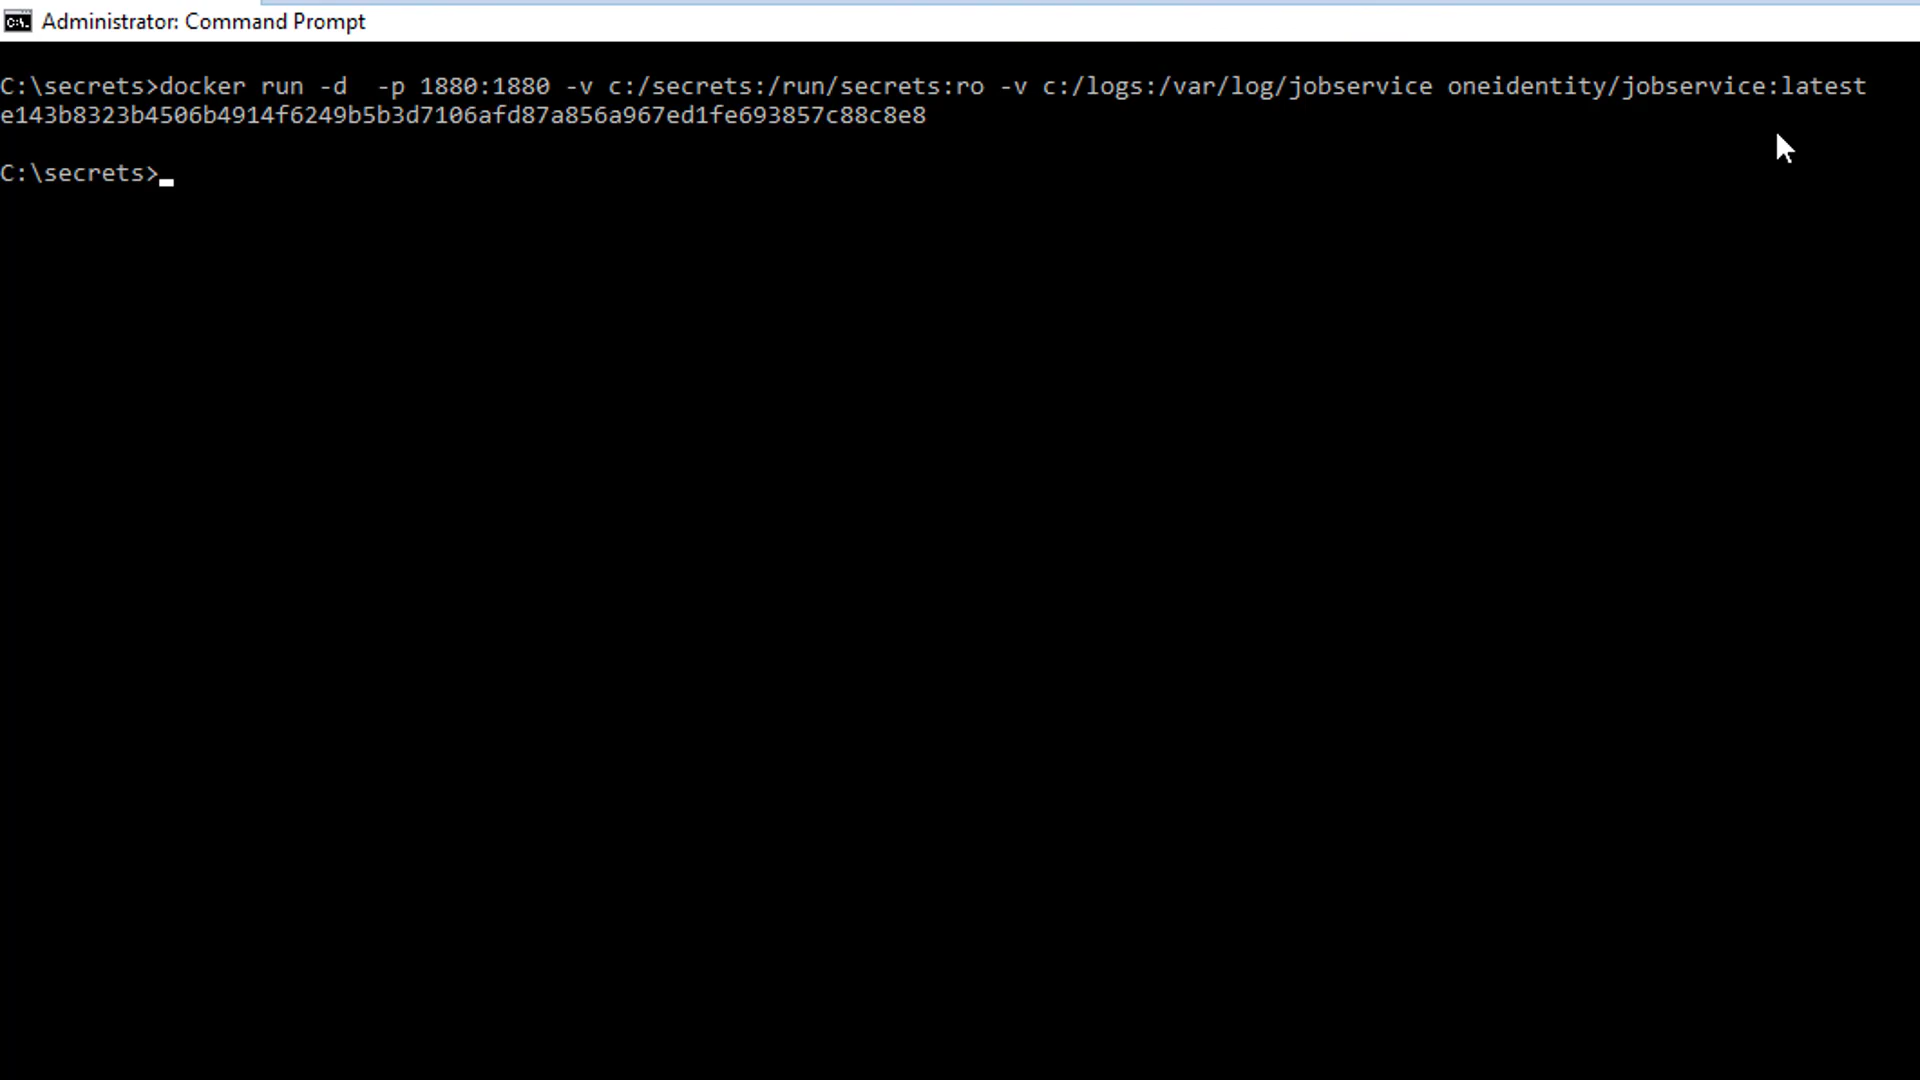 Administrator: Command Prompt
C:\secrets>docker run -d  -p 1880:1880 -v c:/secrets:/run/secrets:ro -v c:/logs:/var/log/jobservice oneidentity/jobservice:latest
e143b8323b4506b4914f6249b5b3d7106afd87a856a967ed1fe693857c88c8e8
C:\secrets>